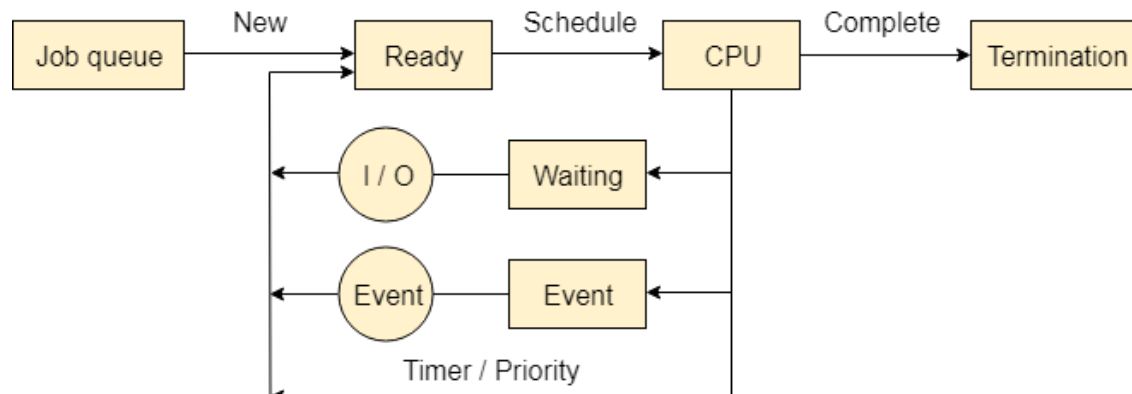 New
Schedule
Complete
Job queue
Ready
CPU
Termination
I / O
Waiting
Event
Event
Timer / Priority